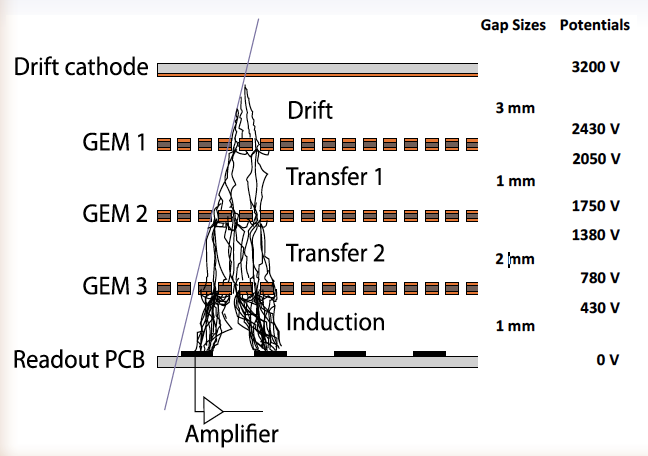 Gap Sizes Potentials
Drift cathode 3200 V
Drift 3 mm
2430 V
GEM 1
2050 V
Transfer 1 1 mm
1750 V
GEM 2
1380 V
Transfer 2 2 mm
780 V
GEM 3
430 V
Induction 1 mm
Readout PCB 0 V
Amplifier